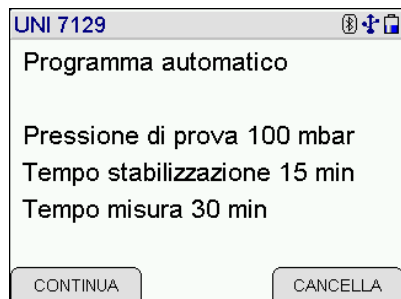 UNI 7129
Programma automatico
Pressione di prova 100 mbar
Tempo stabilizzazione 15 min
Tempo misura 30 min
CONTINUA
CANCELLA